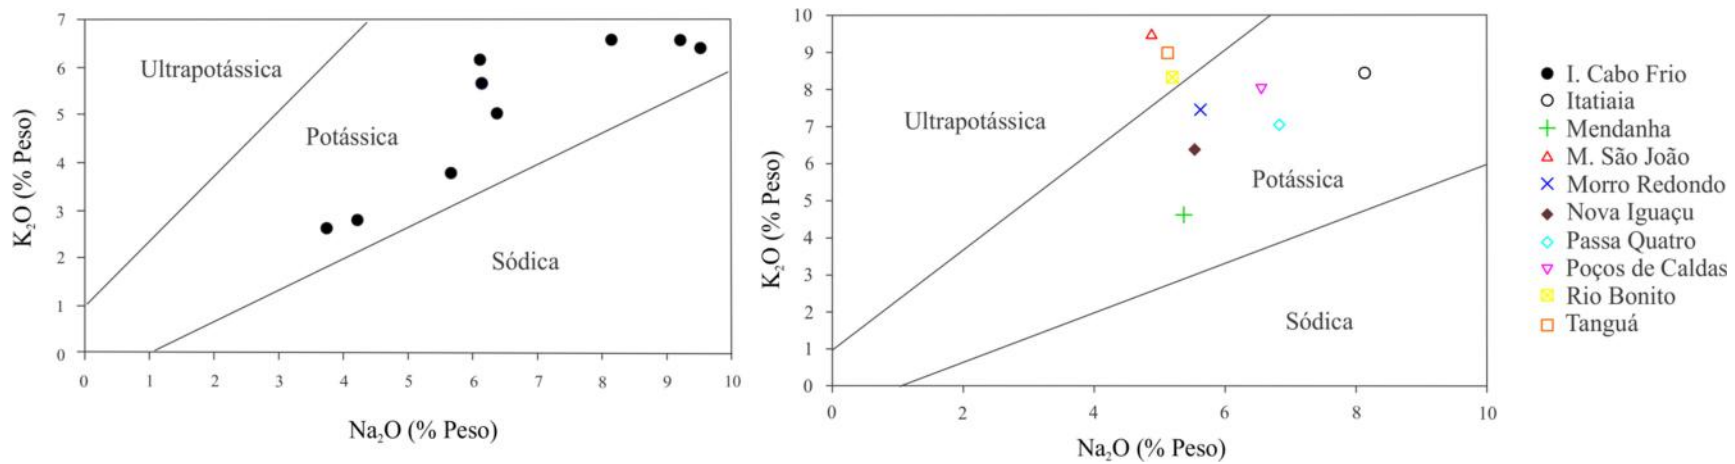 7
6
5
4
3
2
1
0
K₂O (% Peso)
Ultrapotássica
Potássica
Sódica
0 1 2 3 4 5 6 7 8 9 10
Na₂O (% Peso)
10
9
8
7
6
5
4
3
2
1
0
K₂O (% Peso)
Ultrapotássica
Potássica
Sódica
0 2 4 6 8 10
Na₂O (% Peso)
I. Cabo Frio
Itatiaia
Mendanha
M. São João
Morro Redondo
Nova Iguaçu
Passa Quatro
Poços de Caldas
Rio Bonito
Tanguá